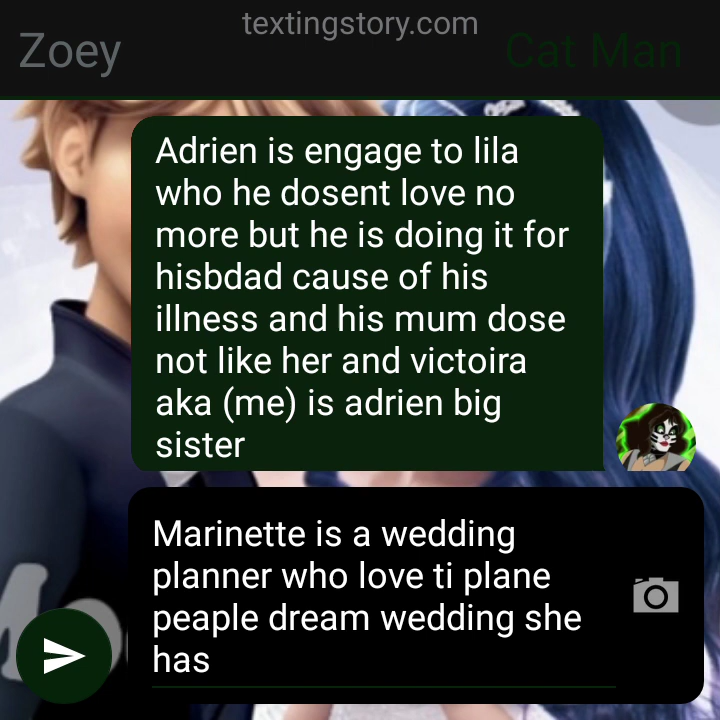 textingstory.com
Zoey
Cat Man
Adrien is engage to lila
who he dosent love no
more but he is doing it for
hisbdad cause of his
illness and his mum dose
not like her and victoira
aka (me) is adrien big
sister
Marinette is a wedding
planner who love ti plane
peaple dream wedding she
has